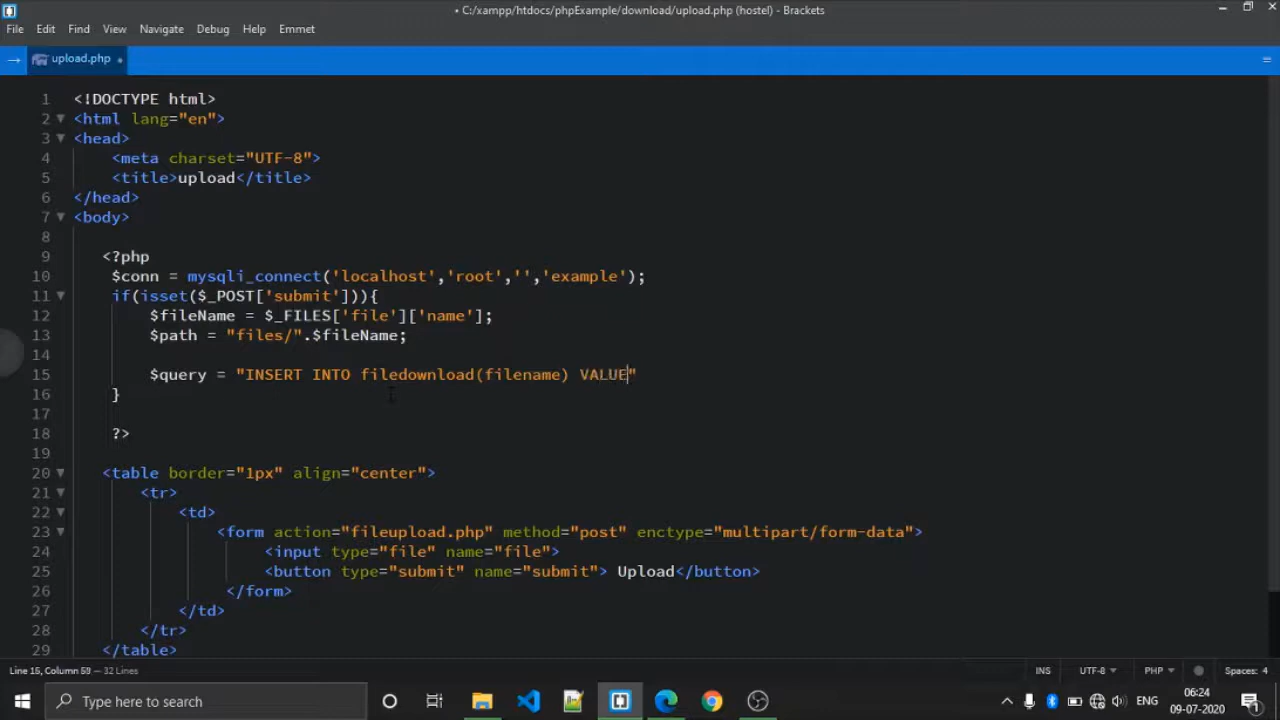 • C:/xampp/htdocs/phpExample/download/upload.php (hostel) - Brackets
File Edit Find View Navigate Debug Help Emmet
→ upload.php •
1 <!DOCTYPE html>
2 <html lang="en">
3 <head>
4 <meta charset="UTF-8">
5 <title>upload</title>
6 </head>
7 <body>
8
9 <?php
10 $conn = mysqli_connect('localhost','root','','example');
11 if(isset($_POST['submit'])){
12 $fileName = $_FILES['file']['name'];
13 $path = "files/".$fileName;
14
15 $query = "INSERT INTO filedownload(filename) VALUE"
16 }
17
18 ?>
19
20 <table border="1px" align="center">
21 <tr>
22 <td>
23 <form action="fileupload.php" method="post" enctype="multipart/form-data">
24 <input type="file" name="file">
25 <button type="submit" name="submit"> Upload</button>
26 </form>
27 </td>
28 </tr>
29 </table>
Line 15, Column 59 — 32 Lines INS UTF-8 PHP Spaces: 4
Type here to search ENG 06:24
09-07-2020 1